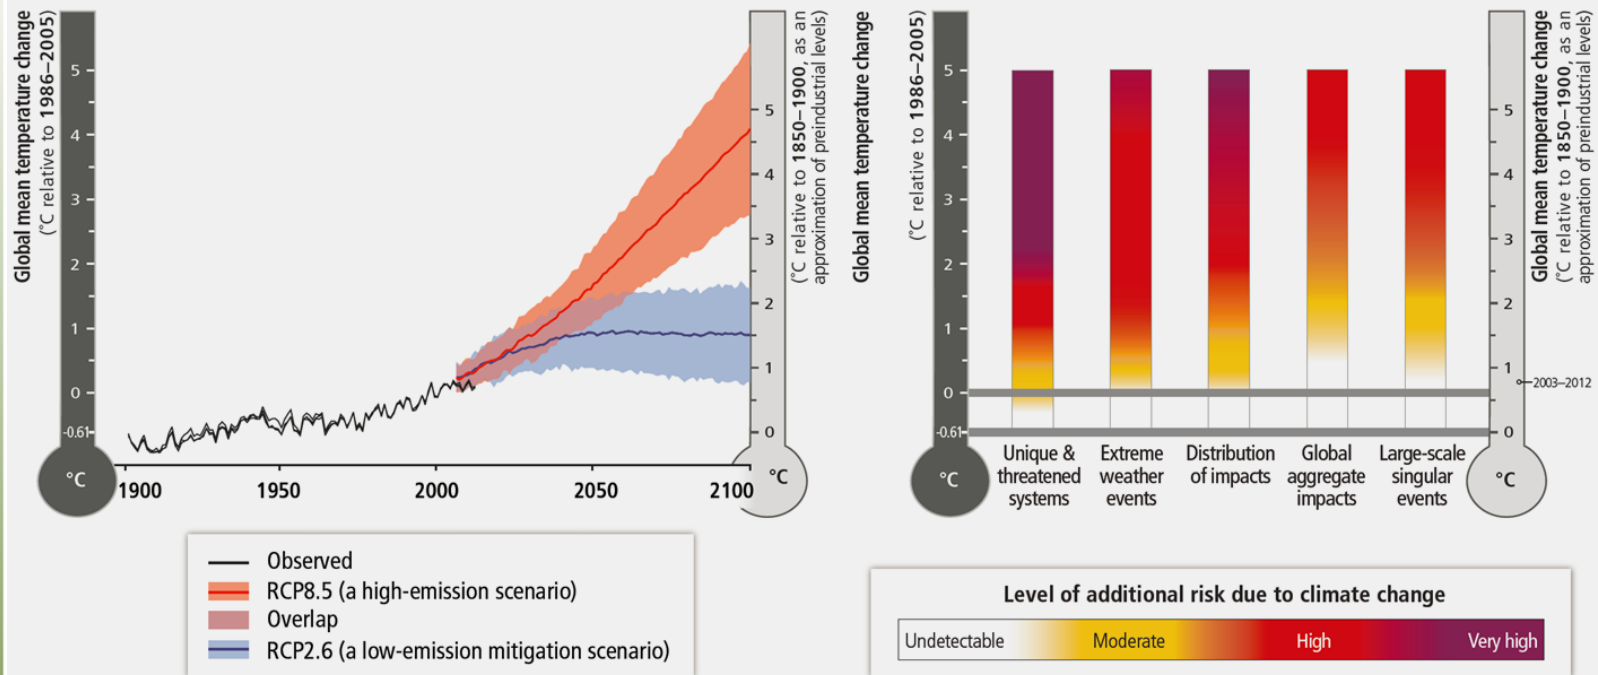 Global mean temperature change
(°C relative to 1986–2005)
5
4
3
2
1
0
-0.61
°C
1900
1950
2000
2050
2100
5
4
3
2
1
0
°C
(°C relative to 1850–1900, as an
approximation of preindustrial levels)
Observed
RCP8.5 (a high-emission scenario)
Overlap
RCP2.6 (a low-emission mitigation scenario)
Global mean temperature change
(°C relative to 1986–2005)
5
4
3
2
1
0
-0.61
°C
Unique &
threatened
systems
Extreme
weather
events
Distribution
of impacts
Global
aggregate
impacts
Large-scale
singular
events
5
4
3
2
1
0
°C
2003–2012
Global mean temperature change
(°C relative to 1850–1900, as an
approximation of preindustrial levels)
Level of additional risk due to climate change
Undetectable Moderate High Very high